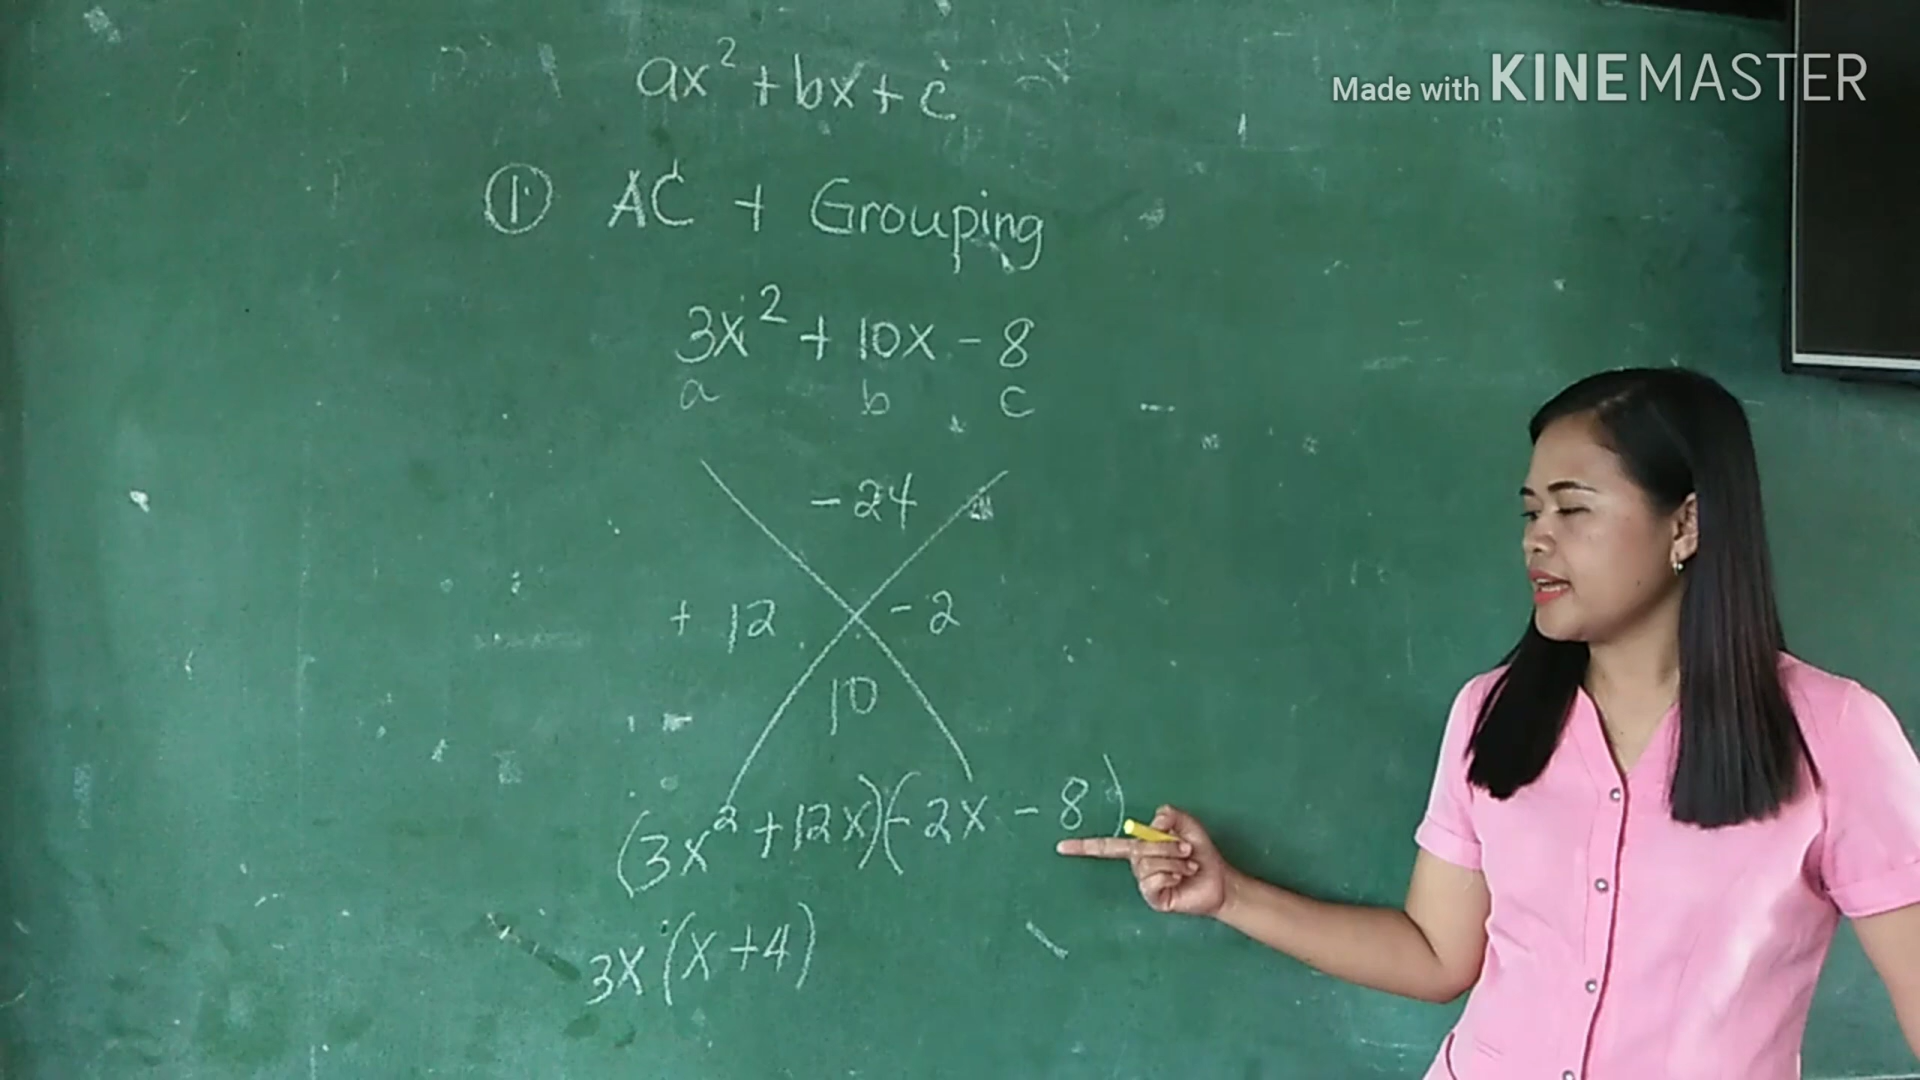 Made with KINEMASTER
ax² + bx + c
① AC + Grouping
3x² + 10x - 8
a b c
-24
+ 12 -2
10
(3x² + 12x)(-2x - 8)
3x(x+4)